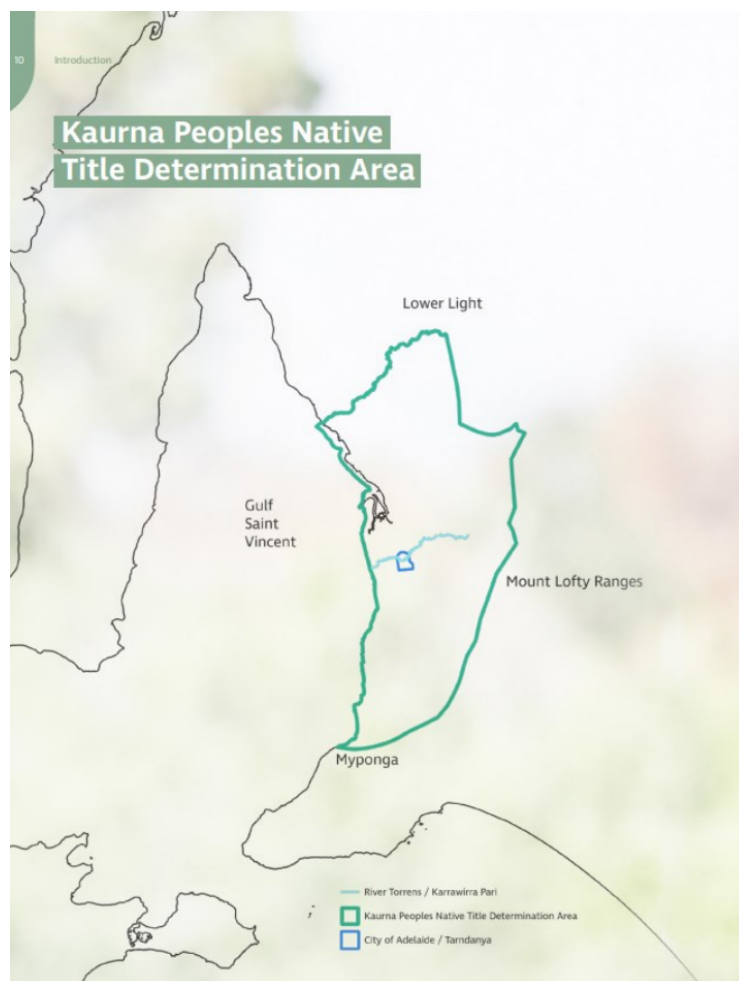 10
Introduction
Kaurna Peoples Native
Title Determination Area
Lower Light
Gulf
Saint
Vincent
Mount Lofty Ranges
Myponga
River Torrens / Karrawirra Pari
Kaurna Peoples Native Title Determination Area
City of Adelaide / Tarndanya